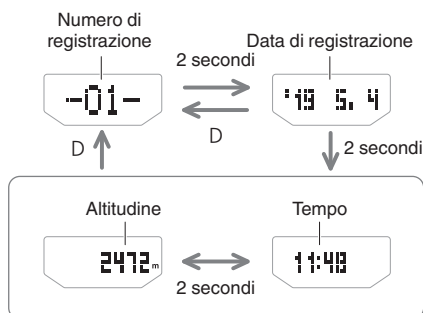 Numero di
registrazione
Data di registrazione
2 secondi
-01-
'19 5. 4
D
D
2 secondi
Altitudine
Tempo
2472m
11:48
2 secondi